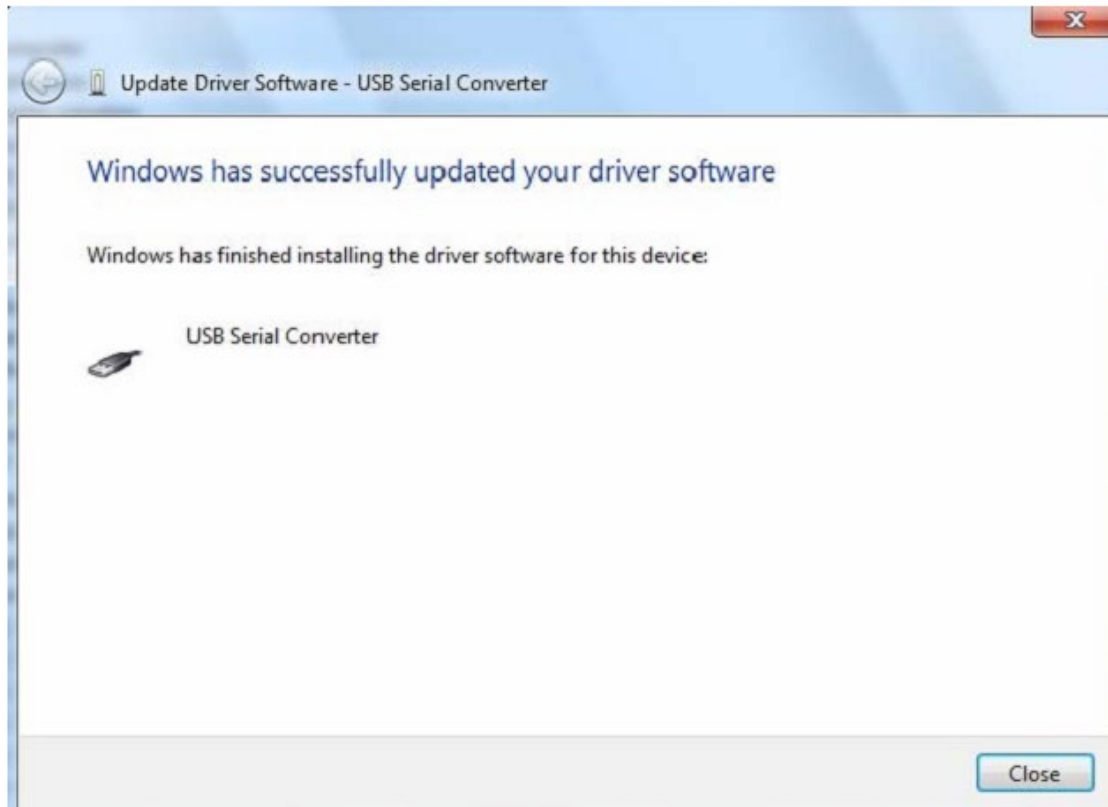 Update Driver Software - USB Serial Converter
Windows has successfully updated your driver software
Windows has finished installing the driver software for this device:
USB Serial Converter
Close